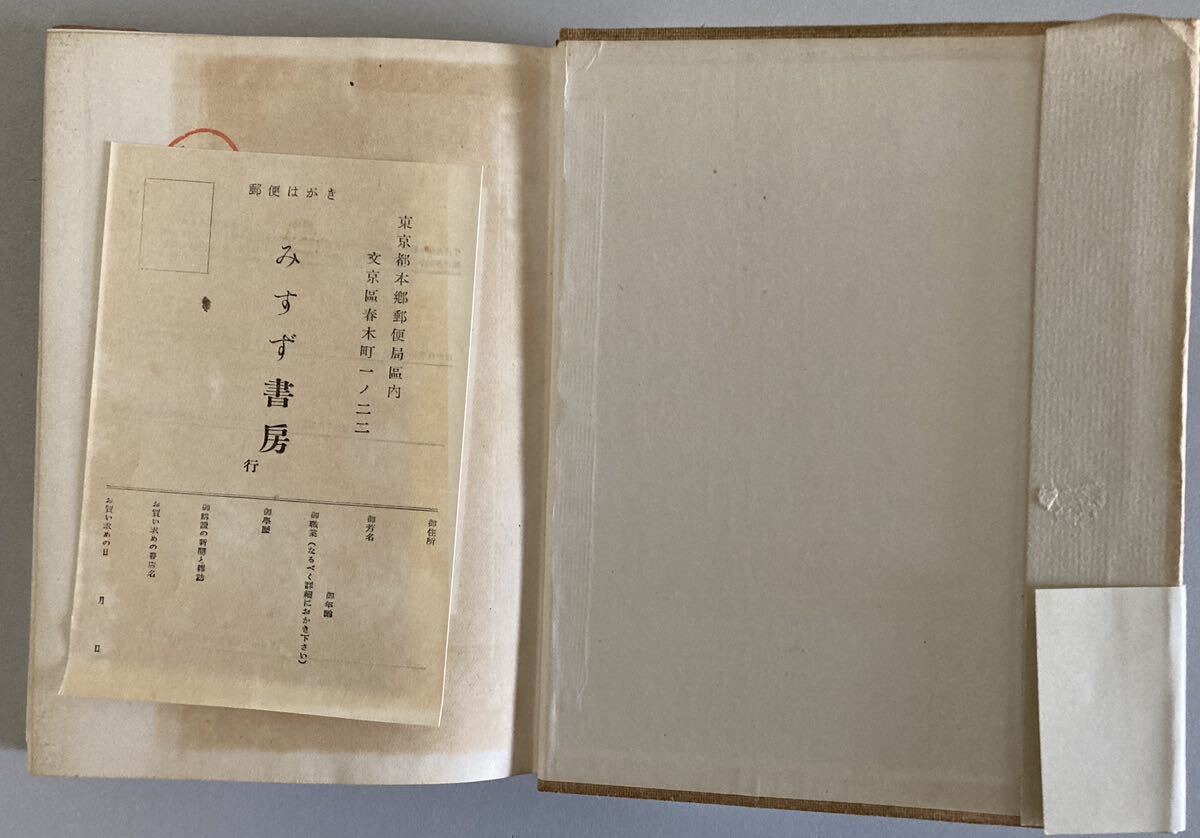 郵便はがき
東京都本鄕郵便局區内
文京區春木町一ノ二二
みすず書房
行
御住所
御芳名
御年齡
御職業(なるべく詳細におかき下さい)
御學歷
御購讀の新聞と雜誌
お買い求めの書店名
お買い求めの日 月 日